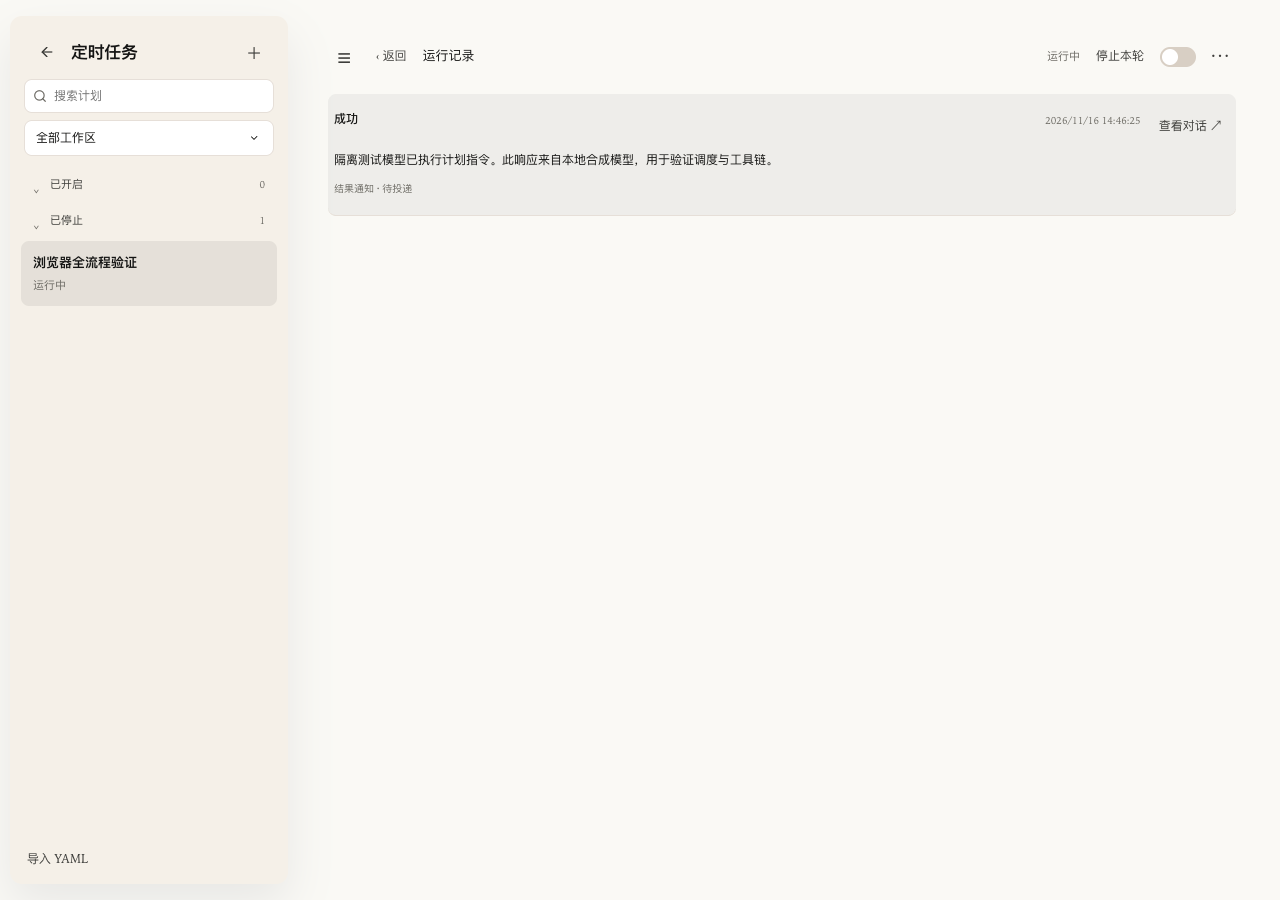 定时任务
搜索计划
全部工作区
已开启 0
已停止 1
浏览器全流程验证
运行中
导入 YAML
‹ 返回 运行记录 运行中 停止本轮 ···
成功 2026/11/16 14:46:25 查看对话 ↗
隔离测试模型已执行计划指令。此响应来自本地合成模型，用于验证调度与工具链。
结果通知 · 待投递